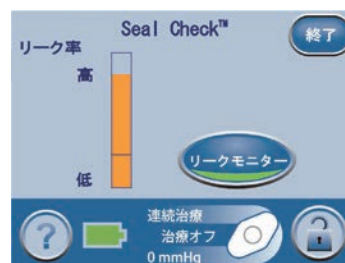 Seal Check™
終了
リーク率
高
低
リークモニター
?
連続治療
治療オフ
0 mmHg